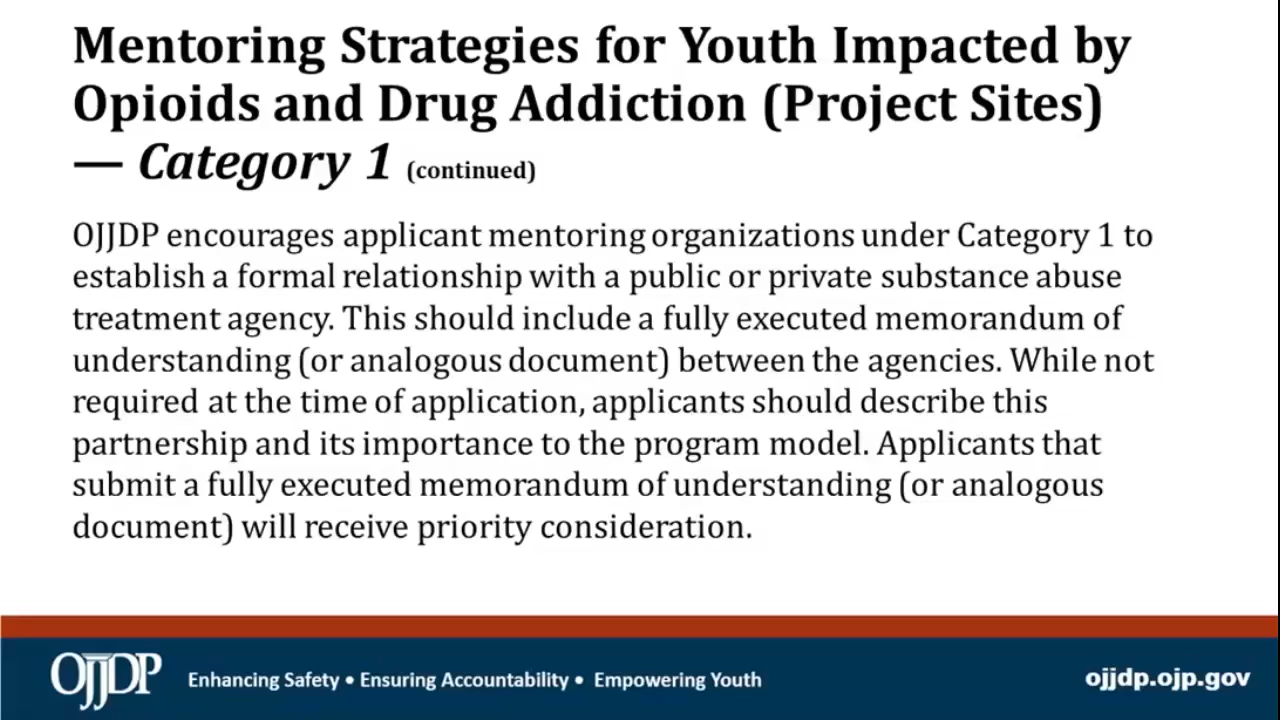 Mentoring Strategies for Youth Impacted by
Opioids and Drug Addiction (Project Sites)
— Category 1 (continued)
OJJDP encourages applicant mentoring organizations under Category 1 to
establish a formal relationship with a public or private substance abuse
treatment agency. This should include a fully executed memorandum of
understanding (or analogous document) between the agencies. While not
required at the time of application, applicants should describe this
partnership and its importance to the program model. Applicants that
submit a fully executed memorandum of understanding (or analogous
document) will receive priority consideration.
OJJDP Enhancing Safety • Ensuring Accountability • Empowering Youth ojjdp.ojp.gov